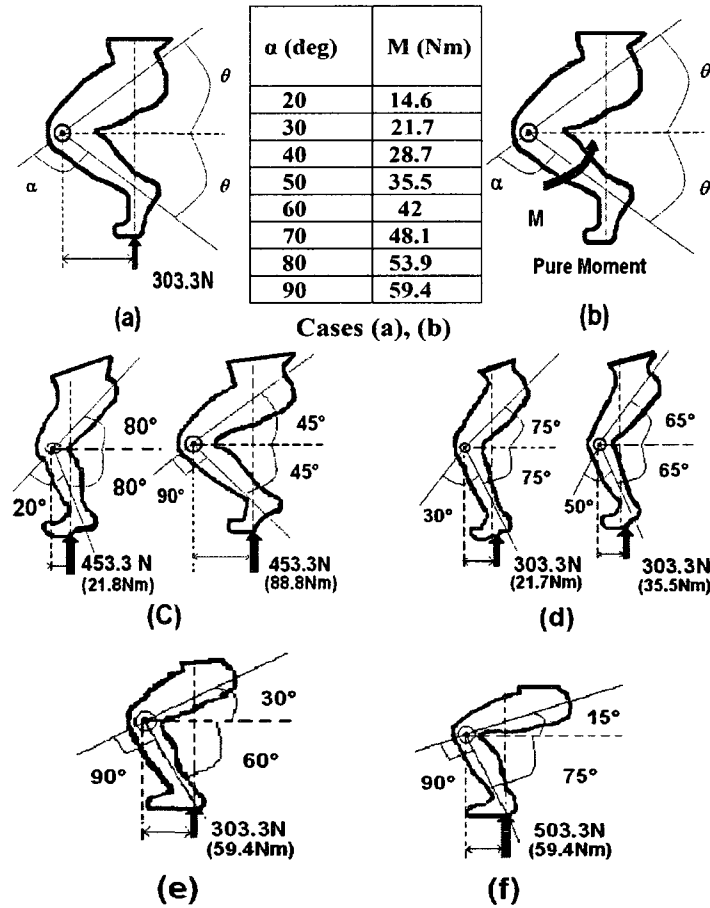 α (deg) M (Nm)
20 14.6
30 21.7
40 28.7
50 35.5
60 42
70 48.1
80 53.9
90 59.4
Cases (a), (b)
θ
θ
α
303.3N
(a)
θ
θ
α
M
Pure Moment
(b)
80°
80°
20°
453.3 N
(21.8Nm)
45°
45°
90°
453.3N
(88.8Nm)
(C)
75°
75°
30°
303.3N
(21.7Nm)
65°
65°
50°
303.3N
(35.5Nm)
(d)
30°
60°
90°
303.3N
(59.4Nm)
(e)
15°
75°
90°
503.3N
(59.4Nm)
(f)